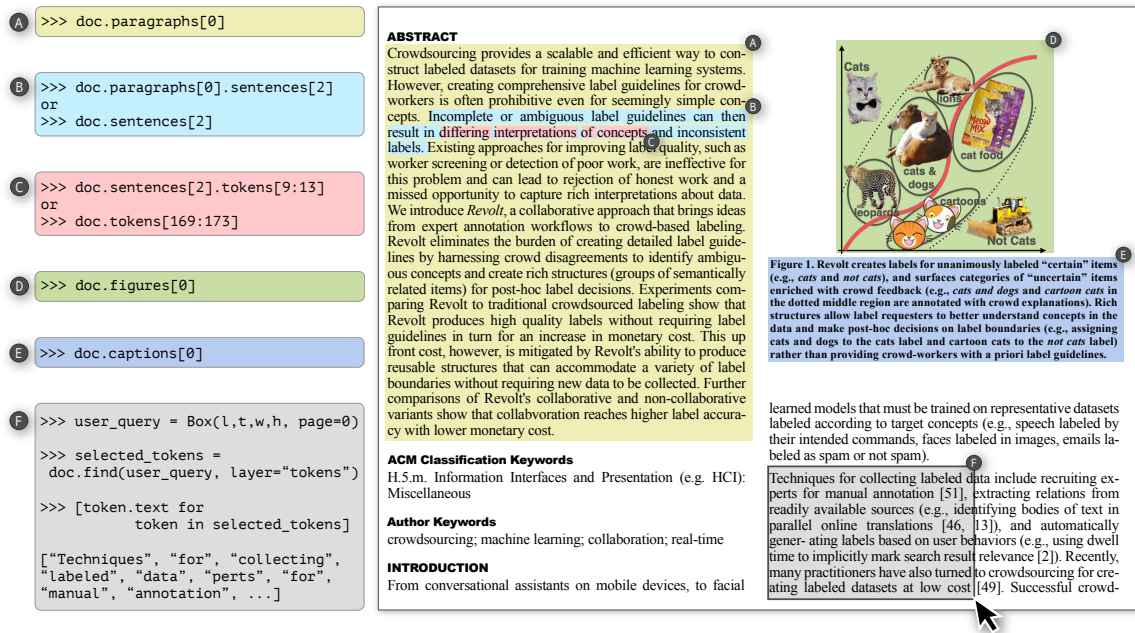 A
>>> doc.paragraphs[0]
B
>>> doc.paragraphs[0].sentences[2]
or
>>> doc.sentences[2]
C
>>> doc.sentences[2].tokens[9:13]
or
>>> doc.tokens[169:173]
D
>>> doc.figures[0]
E
>>> doc.captions[0]
F
>>> user_query = Box(l,t,w,h, page=0)
>>> selected_tokens =
doc.find(user_query, layer=“tokens”)
>>> [token.text for
token in selected_tokens]
[“Techniques”, “for”, “collecting”,
“labeled”, “data”, “perts”, “for”,
“manual”, “annotation”, ...]
ABSTRACT
A
Crowdsourcing provides a scalable and efficient way to con-
struct labeled datasets for training machine learning systems.
However, creating comprehensive label guidelines for crowd-
workers is often prohibitive even for seemingly simple con-
B
cepts. Incomplete or ambiguous label guidelines can then
result in differing interpretations of concepts and inconsistent
C
labels. Existing approaches for improving label quality, such as
worker screening or detection of poor work, are ineffective for
this problem and can lead to rejection of honest work and a
missed opportunity to capture rich interpretations about data.
We introduce Revolt, a collaborative approach that brings ideas
from expert annotation workflows to crowd-based labeling.
Revolt eliminates the burden of creating detailed label guide-
lines by harnessing crowd disagreements to identify ambigu-
ous concepts and create rich structures (groups of semantically
related items) for post-hoc label decisions. Experiments com-
paring Revolt to traditional crowdsourced labeling show that
Revolt produces high quality labels without requiring label
guidelines in turn for an increase in monetary cost. This up
front cost, however, is mitigated by Revolt's ability to produce
reusable structures that can accommodate a variety of label
boundaries without requiring new data to be collected. Further
comparisons of Revolt's collaborative and non-collaborative
variants show that collabvoration reaches higher label accura-
cy with lower monetary cost.
ACM Classification Keywords
H.5.m. Information Interfaces and Presentation (e.g. HCI):
Miscellaneous
Author Keywords
crowdsourcing; machine learning; collaboration; real-time
INTRODUCTION
From conversational assistants on mobile devices, to facial
D
Cats
lions
MEOW MIX
cat food
cats &
dogs
leopards
cartoons
Not Cats
E
Figure 1. Revolt creates labels for unanimously labeled “certain” items
(e.g., cats and not cats), and surfaces categories of “uncertain” items
enriched with crowd feedback (e.g., cats and dogs and cartoon cats in
the dotted middle region are annotated with crowd explanations). Rich
structures allow label requesters to better understand concepts in the
data and make post-hoc decisions on label boundaries (e.g., assigning
cats and dogs to the cats label and cartoon cats to the not cats label)
rather than providing crowd-workers with a priori label guidelines.
learned models that must be trained on representative datasets
labeled according to target concepts (e.g., speech labeled by
their intended commands, faces labeled in images, emails la-
beled as spam or not spam).
F
Techniques for collecting labeled data include recruiting ex-
perts for manual annotation [51], extracting relations from
readily available sources (e.g., identifying bodies of text in
parallel online translations [46, 13]), and automatically
gener- ating labels based on user behaviors (e.g., using dwell
time to implicitly mark search result relevance [2]). Recently,
many practitioners have also turned to crowdsourcing for cre-
ating labeled datasets at low cost [49]. Successful crowd-